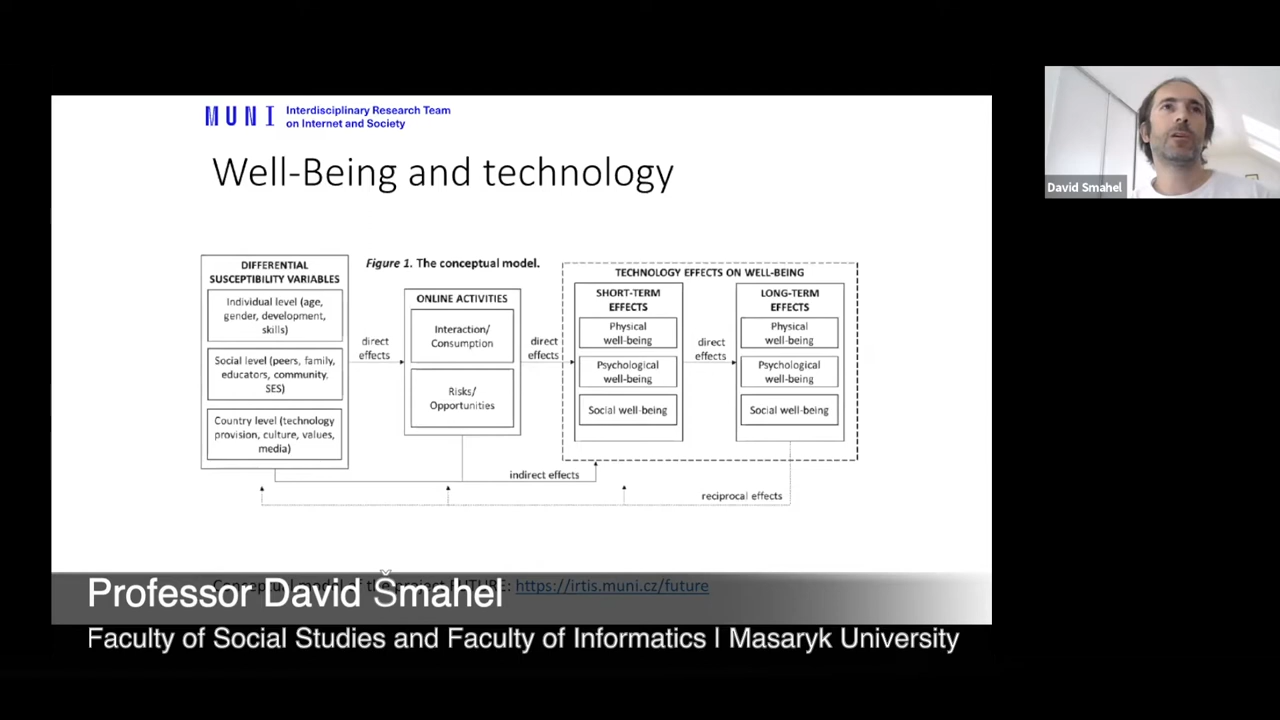 MUNI Interdisciplinary Research Team
on Internet and Society
Well-Being and technology
David Smahel
Figure 1. The conceptual model.
DIFFERENTIAL
SUSCEPTIBILITY VARIABLES
Individual level (age,
gender, development,
skills)
Social level (peers, family,
educators, community,
SES)
Country level (technology
provision, culture, values,
media)
direct
effects
ONLINE ACTIVITIES
Interaction/
Consumption
Risks/
Opportunities
direct
effects
TECHNOLOGY EFFECTS ON WELL-BEING
SHORT-TERM
EFFECTS
Physical
well-being
Psychological
well-being
Social well-being
direct
effects
LONG-TERM
EFFECTS
Physical
well-being
Psychological
well-being
Social well-being
indirect effects
reciprocal effects
https://irtis.muni.cz/future
Professor David Šmahel
Faculty of Social Studies and Faculty of Informatics | Masaryk University